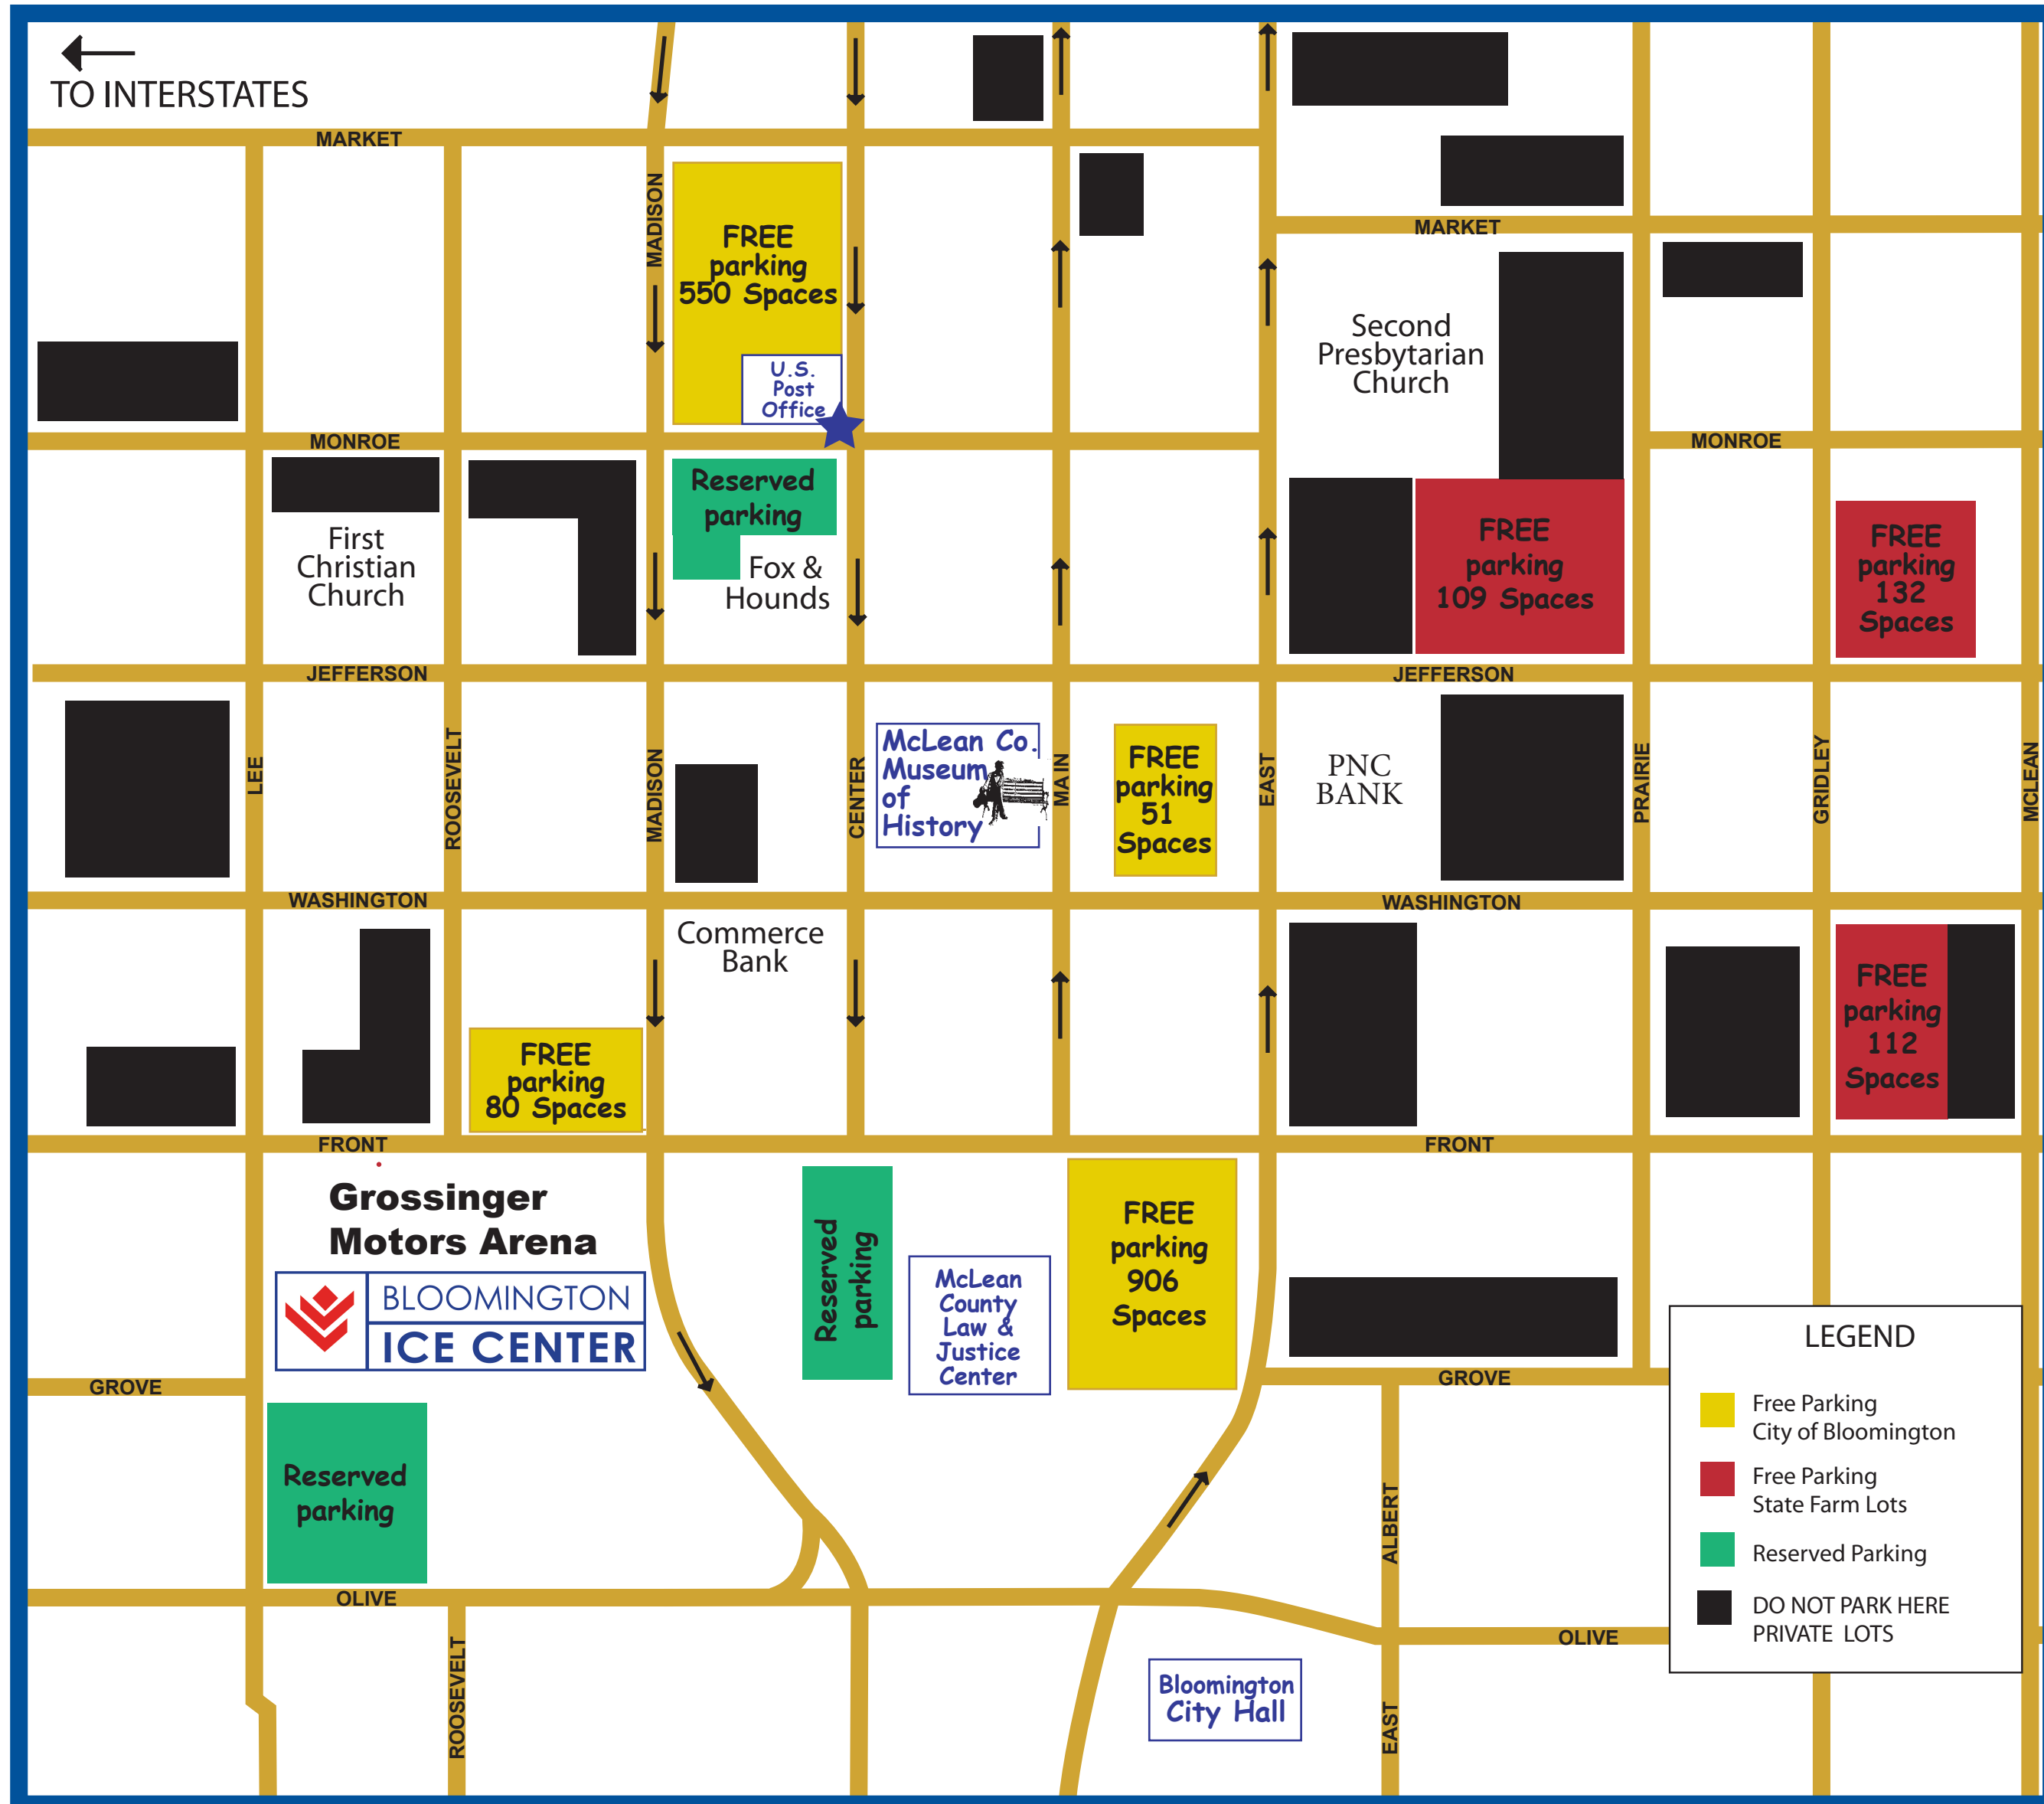 TO INTERSTATES
MARKET
MADISON
FREE
parking
550 Spaces
MARKET
U.S.
Post
Office
Second
Presbytarian
Church
MONROE
MONROE
Reserved
parking
First
Christian
Church
Fox &
Hounds
FREE
parking
109 Spaces
FREE
parking
132
Spaces
JEFFERSON
JEFFERSON
LEE
ROOSEVELT
MADISON
CENTER
McLean Co.
Museum
of
History
MAIN
FREE
parking
51
Spaces
EAST
PNC
BANK
PRAIRIE
GRIDLEY
MCLEAN
WASHINGTON
WASHINGTON
Commerce
Bank
FREE
parking
80 Spaces
FREE
parking
112
Spaces
FRONT
FRONT
Grossinger
Motors Arena
BLOOMINGTON
ICE CENTER
Reserved
parking
McLean
County
Law &
Justice
Center
FREE
parking
906
Spaces
GROVE
GROVE
Reserved
parking
ALBERT
OLIVE
OLIVE
ROOSEVELT
Bloomington
City Hall
EAST
LEGEND
Free Parking
City of Bloomington
Free Parking
State Farm Lots
Reserved Parking
DO NOT PARK HERE
PRIVATE LOTS